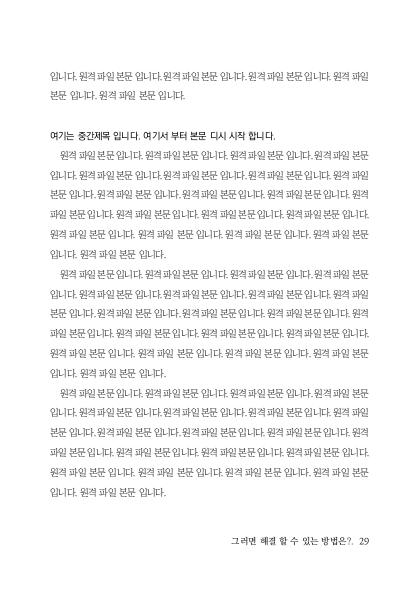 입니다. 원격 파일 본문 입니다. 원격 파일 본문 입니다. 원격 파일 본문 입니다. 원격 파일
본문 입니다. 원격 파일 본문 입니다.
여기는 중간제목 입니다. 여기서 부터 본문 다시 시작 합니다.
원격 파일 본문 입니다. 원격 파일 본문 입니다. 원격 파일 본문 입니다. 원격 파일 본문
입니다. 원격 파일 본문 입니다. 원격 파일 본문 입니다. 원격 파일 본문 입니다. 원격 파일
본문 입니다. 원격 파일 본문 입니다. 원격 파일 본문 입니다. 원격 파일 본문 입니다. 원격
파일 본문 입니다. 원격 파일 본문 입니다. 원격 파일 본문 입니다. 원격 파일 본문 입니다.
원격 파일 본문 입니다. 원격 파일 본문 입니다. 원격 파일 본문 입니다. 원격 파일 본문
입니다. 원격 파일 본문 입니다.
원격 파일 본문 입니다. 원격 파일 본문 입니다. 원격 파일 본문 입니다. 원격 파일 본문
입니다. 원격 파일 본문 입니다. 원격 파일 본문 입니다. 원격 파일 본문 입니다. 원격 파일
본문 입니다. 원격 파일 본문 입니다. 원격 파일 본문 입니다. 원격 파일 본문 입니다. 원격
파일 본문 입니다. 원격 파일 본문 입니다. 원격 파일 본문 입니다. 원격 파일 본문 입니다.
원격 파일 본문 입니다. 원격 파일 본문 입니다. 원격 파일 본문 입니다. 원격 파일 본문
입니다. 원격 파일 본문 입니다.
원격 파일 본문 입니다. 원격 파일 본문 입니다. 원격 파일 본문 입니다. 원격 파일 본문
입니다. 원격 파일 본문 입니다. 원격 파일 본문 입니다. 원격 파일 본문 입니다. 원격 파일
본문 입니다. 원격 파일 본문 입니다. 원격 파일 본문 입니다. 원격 파일 본문 입니다. 원격
파일 본문 입니다. 원격 파일 본문 입니다. 원격 파일 본문 입니다. 원격 파일 본문 입니다.
원격 파일 본문 입니다. 원격 파일 본문 입니다. 원격 파일 본문 입니다. 원격 파일 본문
입니다. 원격 파일 본문 입니다.
그러면 해결 할 수 있는 방법은?. 29